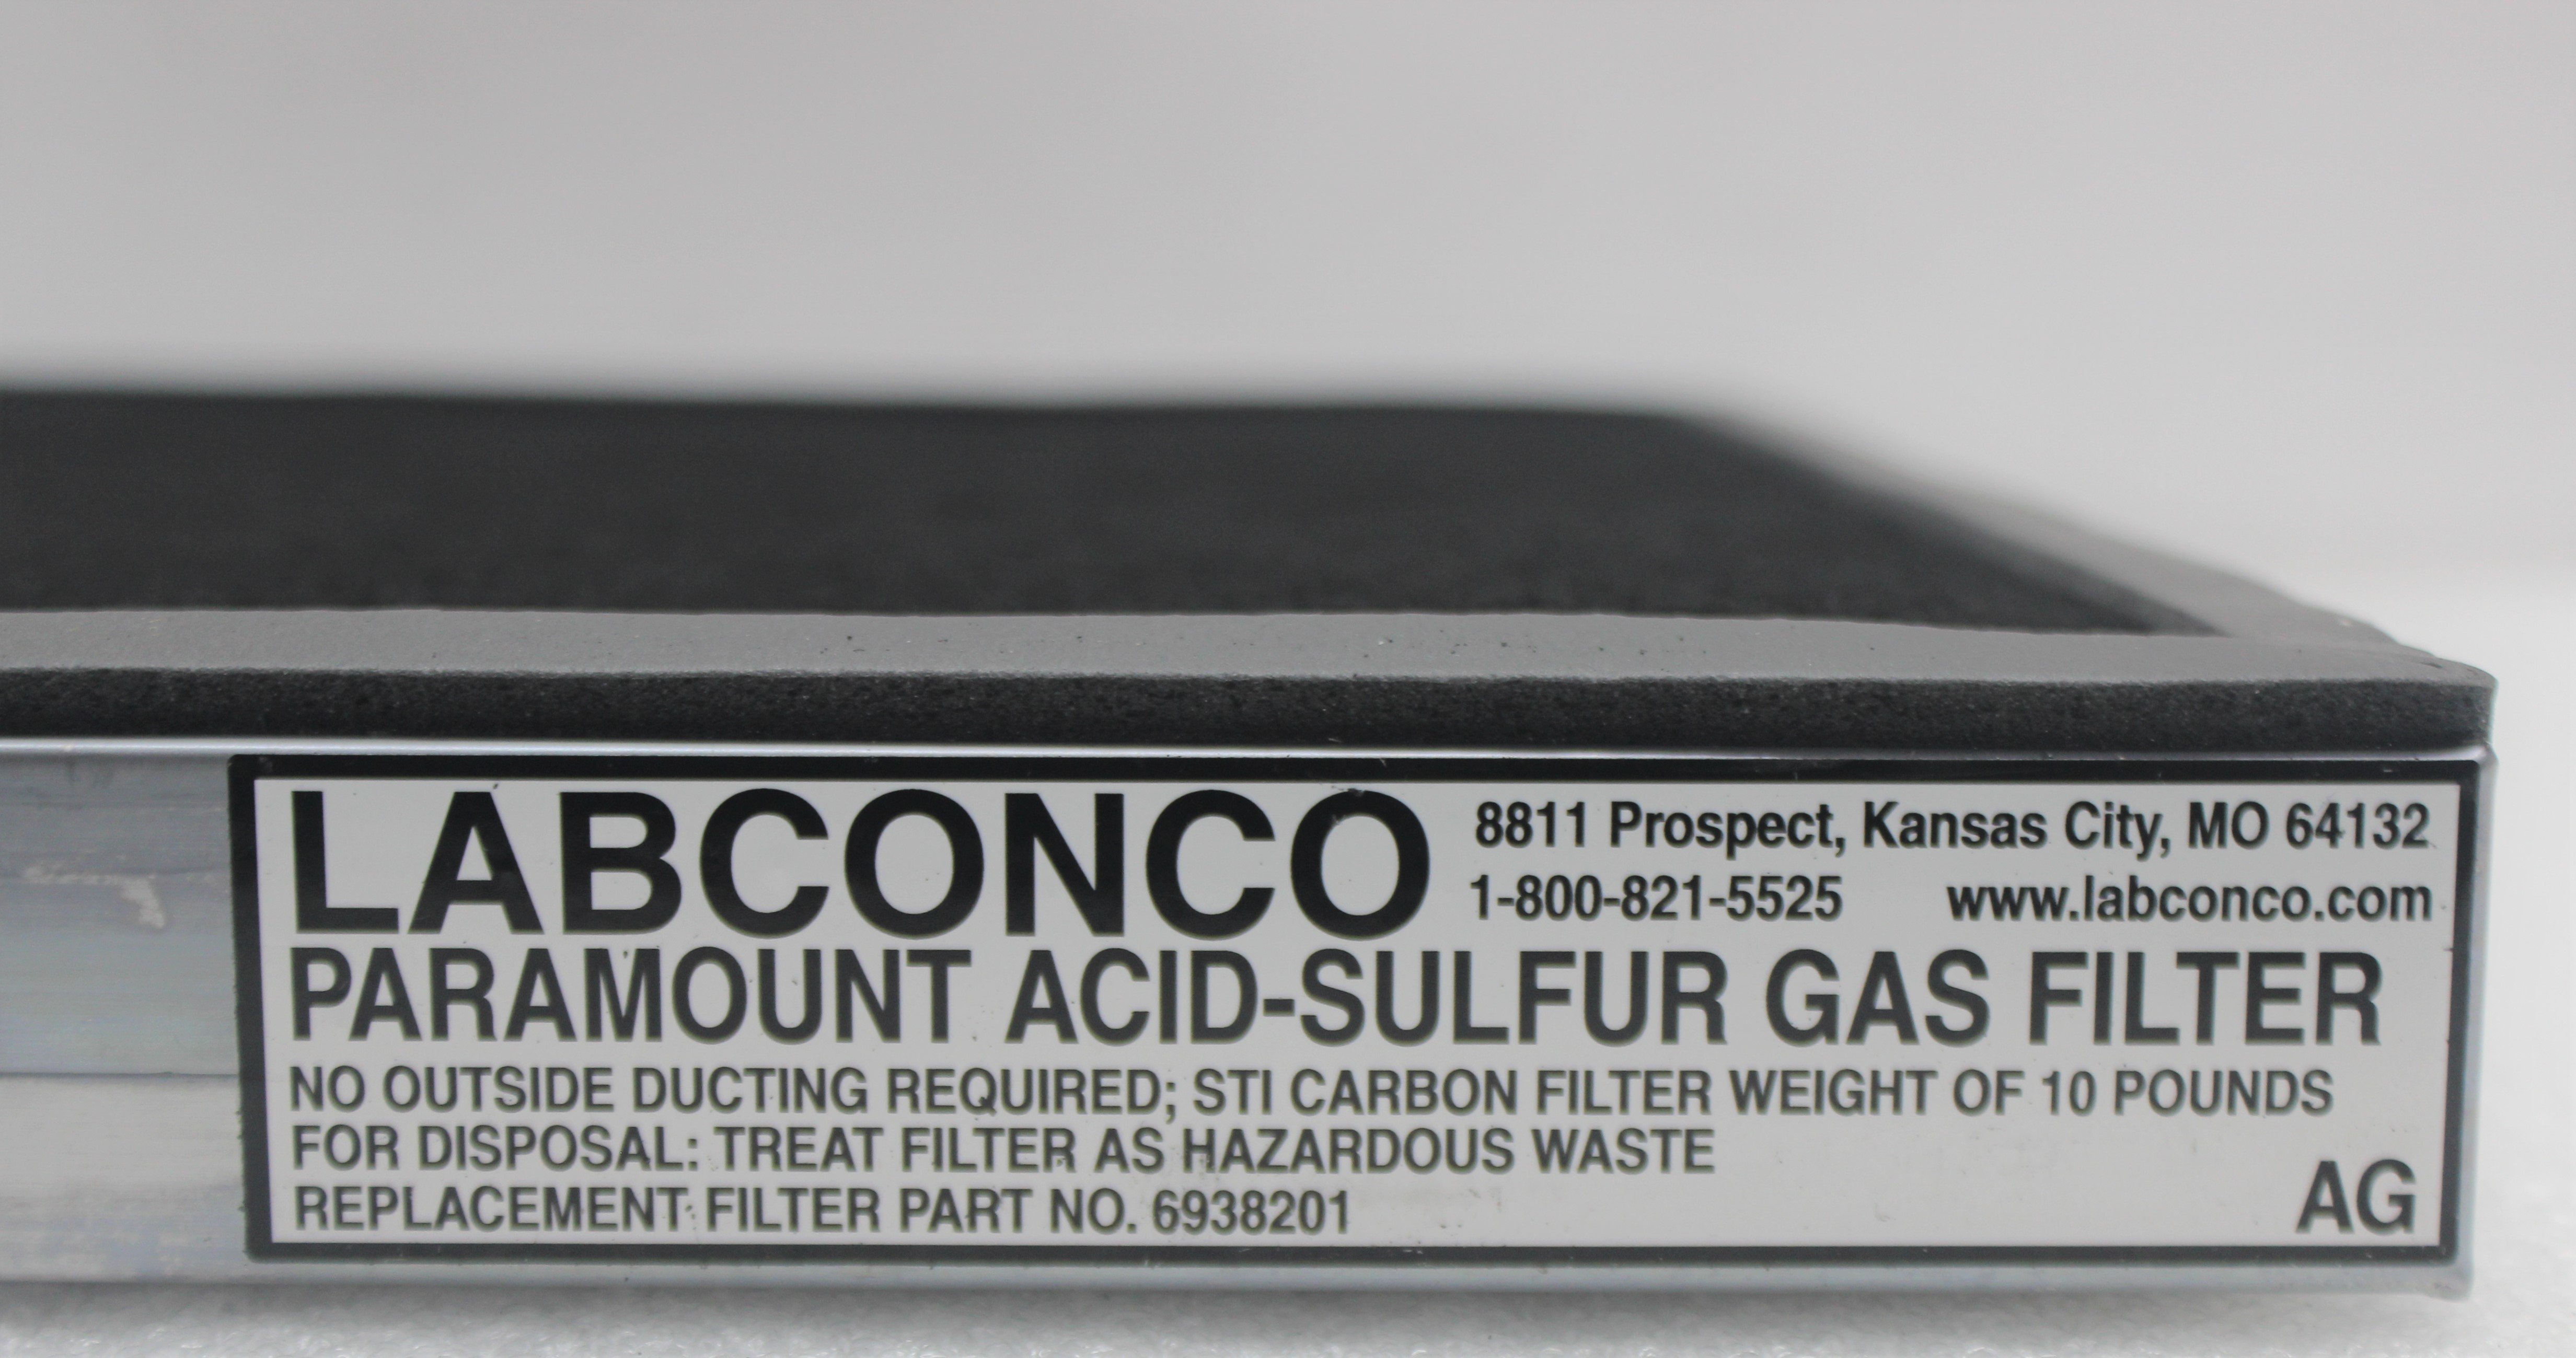 LABCONCO
8811 Prospect, Kansas City, MO 64132
1-800-821-5525 www.labconco.com
PARAMOUNT ACID-SULFUR GAS FILTER
NO OUTSIDE DUCTING REQUIRED; STI CARBON FILTER WEIGHT OF 10 POUNDS
FOR DISPOSAL: TREAT FILTER AS HAZARDOUS WASTE
REPLACEMENT FILTER PART NO. 6938201
AG